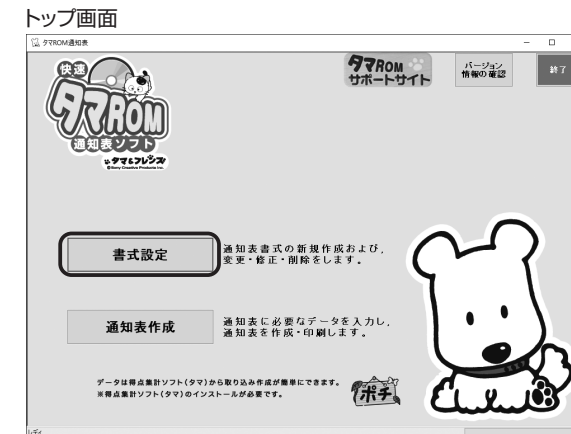 トップ画面
タマROM通知表
快速
タマROM
通知表ソフト
タマ&フレンズ
©Sony Creative Products Inc.
タマROM
サポートサイト
バージョン
情報の確認
終了
書式設定
通知表書式の新規作成および,
変更・修正・削除をします。
通知表作成
通知表に必要なデータを入力し,
通知表を作成・印刷します。
データは得点集計ソフト(タマ)から取り込み作成が簡単にできます。
※得点集計ソフト(タマ)のインストールが必要です。
ポチ
レディ